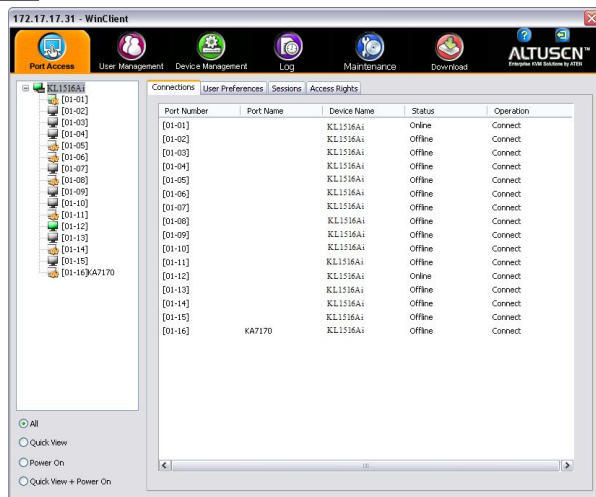 172.17.17.31 - WinClient
Port Access User Management Device Management Log Maintenance Download
ALTUSCN™
Enterprise KVM Solutions by ATEN
KL1516Ai
[01-01]
[01-02]
[01-03]
[01-04]
[01-05]
[01-06]
[01-07]
[01-08]
[01-09]
[01-10]
[01-11]
[01-12]
[01-13]
[01-14]
[01-15]
[01-16]KA7170
All
Quick View
Power On
Quick View + Power On
Connections User Preferences Sessions Access Rights
Port Number Port Name Device Name Status Operation
[01-01] KL1516Ai Online Connect
[01-02] KL1516Ai Offline Connect
[01-03] KL1516Ai Offline Connect
[01-04] KL1516Ai Offline Connect
[01-05] KL1516Ai Offline Connect
[01-06] KL1516Ai Offline Connect
[01-07] KL1516Ai Offline Connect
[01-08] KL1516Ai Offline Connect
[01-09] KL1516Ai Offline Connect
[01-10] KL1516Ai Offline Connect
[01-11] KL1516Ai Offline Connect
[01-12] KL1516Ai Online Connect
[01-13] KL1516Ai Offline Connect
[01-14] KL1516Ai Offline Connect
[01-15] KL1516Ai Offline Connect
[01-16] KA7170 KL1516Ai Offline Connect